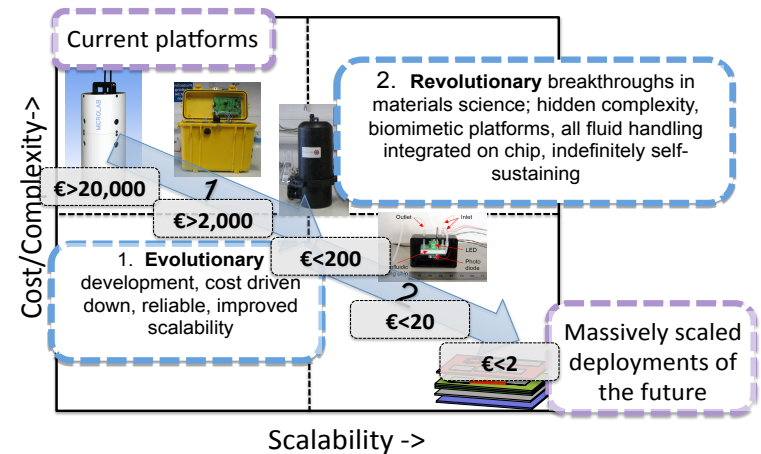 Current platforms
2. Revolutionary breakthroughs in
materials science; hidden complexity,
biomimetic platforms, all fluid handling
integrated on chip, indefinitely self-
sustaining
MICROLAB
1
€>20,000
€>2,000
Cost/Complexity->
Outlet
Inlet
LED
Photo
diode
€<200
1. Evolutionary
development, cost driven
down, reliable, improved
scalability
2
€<20
€<2
Massively scaled
deployments of
the future
Scalability ->